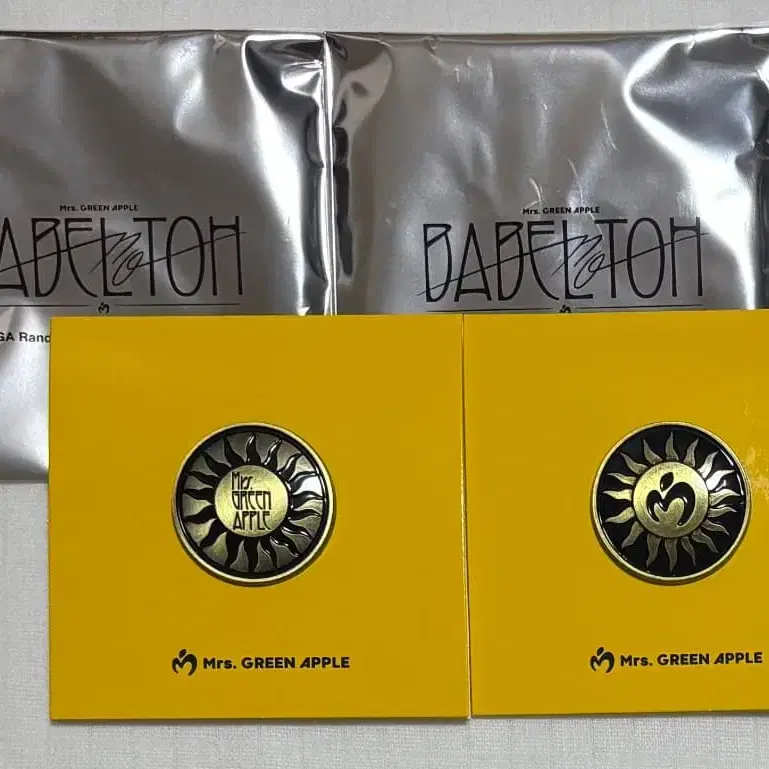 Mrs. GREEN APPLE
ABEL no TOH
GA Rand
Mrs. GREEN APPLE
BABEL no TOH
Mrs.
GREEN
APPLE
Mrs. GREEN APPLE
Mrs. GREEN APPLE